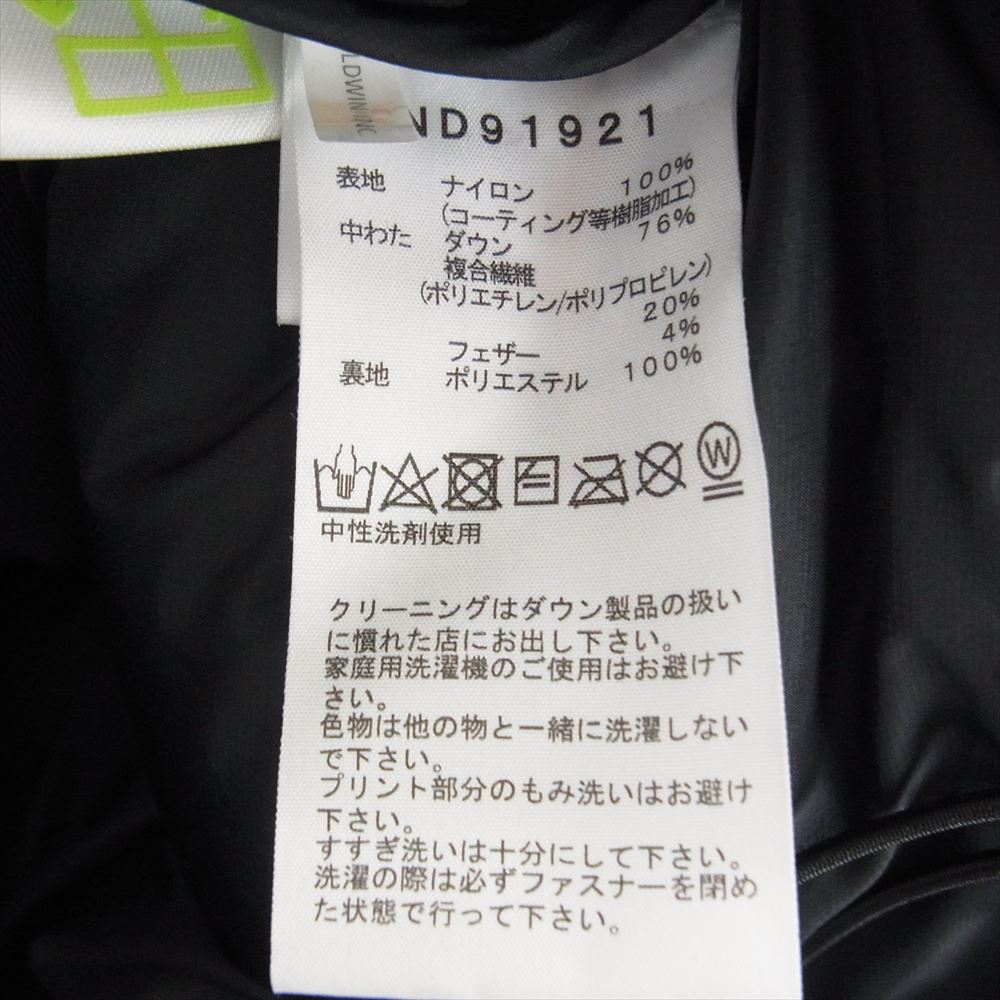 LDWIN INC
ND91921
表地 ナイロン 100%
(コーティング等樹脂加工)
中わた ダウン 76%
複合繊維
(ポリエチレン/ポリプロピレン)
20%
フェザー 4%
裏地 ポリエステル 100%
W
中性洗剤使用
クリーニングはダウン製品の扱い
に慣れた店にお出し下さい。
家庭用洗濯機のご使用はお避け下
さい。
色物は他の物と一緒に洗濯しない
で下さい。
プリント部分のもみ洗いはお避け
下さい。
すすぎ洗いは十分にして下さい。
洗濯の際は必ずファスナーを閉め
た状態で行って下さい。